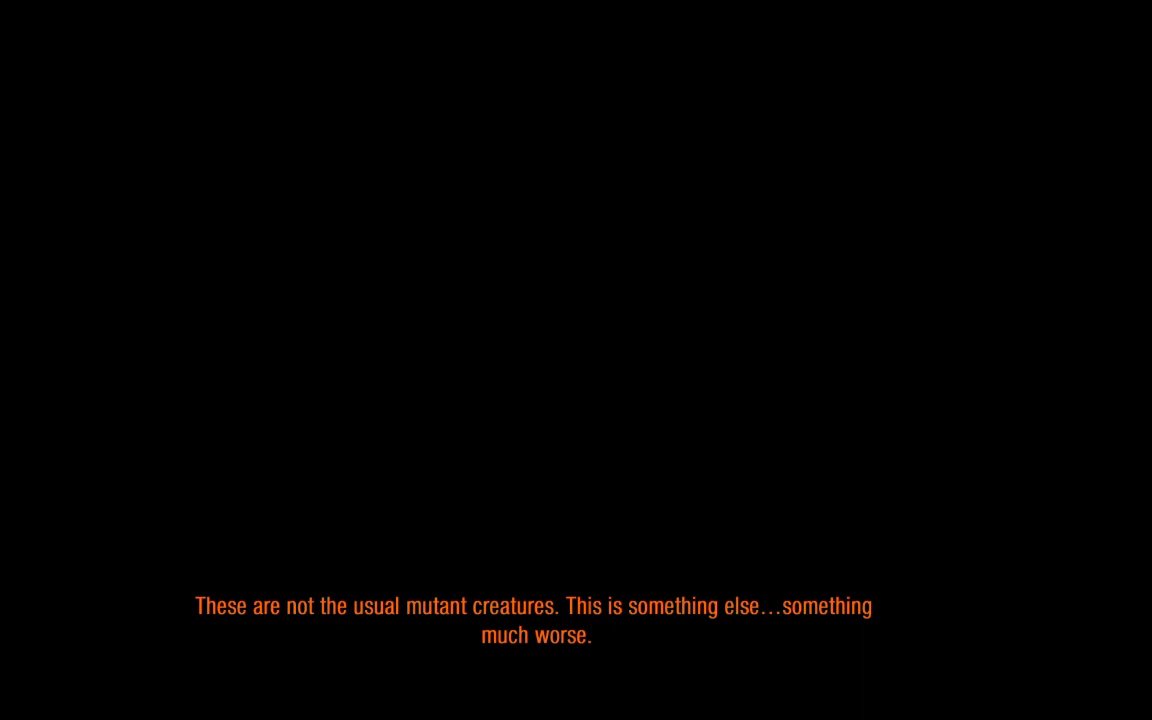 These are not the usual mutant creatures. This is something else...something
much worse.